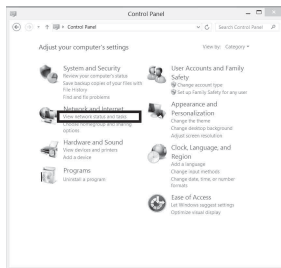 Control Panel
Control Panel
Search Control Panel
Adjust your computer's settings
View by: Category
System and Security
Review your computer's status
Save backup copies of your files with
File History
Find and fix problems
Network and Internet
View network status and tasks
Choose homegroup and sharing
options
Hardware and Sound
View devices and printers
Add a device
Programs
Uninstall a program
User Accounts and Family
Safety
Change account type
Set up Family Safety for any user
Appearance and
Personalization
Change the theme
Change desktop background
Adjust screen resolution
Clock, Language, and
Region
Add a language
Change input methods
Change date, time, or number
formats
Ease of Access
Let Windows suggest settings
Optimize visual display